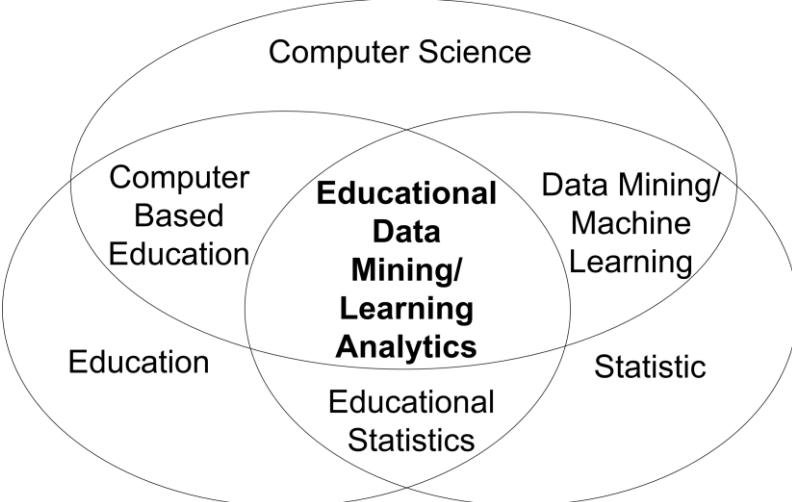 Computer Science
Computer
Based
Education
Educational
Data
Mining/
Learning
Analytics
Data Mining/
Machine
Learning
Education
Statistic
Educational
Statistics